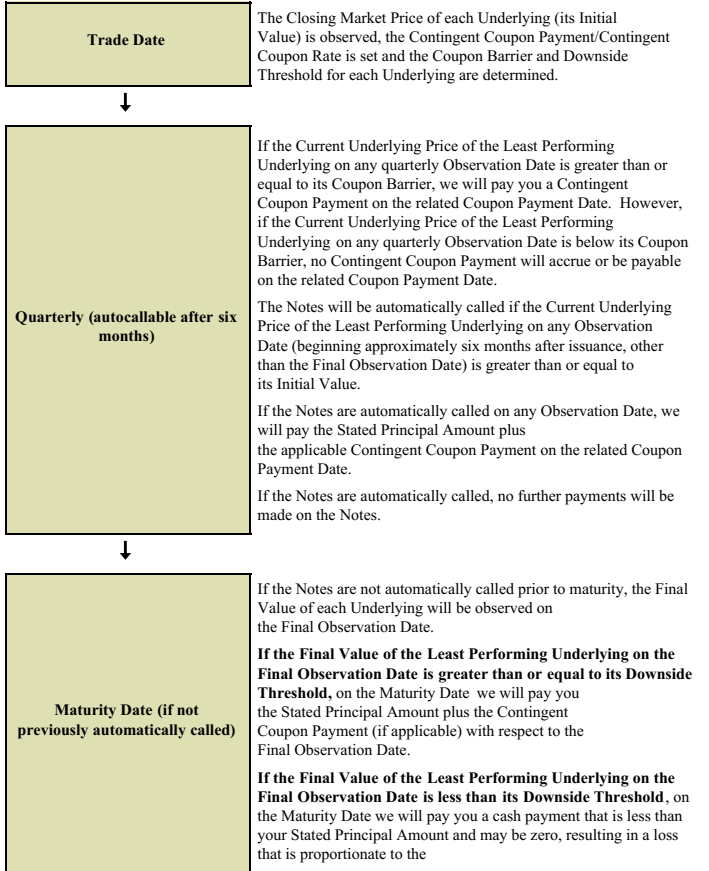 Trade Date
The Closing Market Price of each Underlying (its Initial
Value) is observed, the Contingent Coupon Payment/Contingent
Coupon Rate is set and the Coupon Barrier and Downside
Threshold for each Underlying are determined.
Quarterly (autocallable after six
months)
If the Current Underlying Price of the Least Performing
Underlying on any quarterly Observation Date is greater than or
equal to its Coupon Barrier, we will pay you a Contingent
Coupon Payment on the related Coupon Payment Date. However,
if the Current Underlying Price of the Least Performing
Underlying on any quarterly Observation Date is below its Coupon
Barrier, no Contingent Coupon Payment will accrue or be payable
on the related Coupon Payment Date.
The Notes will be automatically called if the Current Underlying
Price of the Least Performing Underlying on any Observation
Date (beginning approximately six months after issuance, other
than the Final Observation Date) is greater than or equal to
its Initial Value.
If the Notes are automatically called on any Observation Date, we
will pay the Stated Principal Amount plus
the applicable Contingent Coupon Payment on the related Coupon
Payment Date.
If the Notes are automatically called, no further payments will be
made on the Notes.
Maturity Date (if not
previously automatically called)
If the Notes are not automatically called prior to maturity, the Final
Value of each Underlying will be observed on
the Final Observation Date.
If the Final Value of the Least Performing Underlying on the
Final Observation Date is greater than or equal to its Downside
Threshold, on the Maturity Date we will pay you
the Stated Principal Amount plus the Contingent
Coupon Payment (if applicable) with respect to the
Final Observation Date.
If the Final Value of the Least Performing Underlying on the
Final Observation Date is less than its Downside Threshold, on
the Maturity Date we will pay you a cash payment that is less than
your Stated Principal Amount and may be zero, resulting in a loss
that is proportionate to the